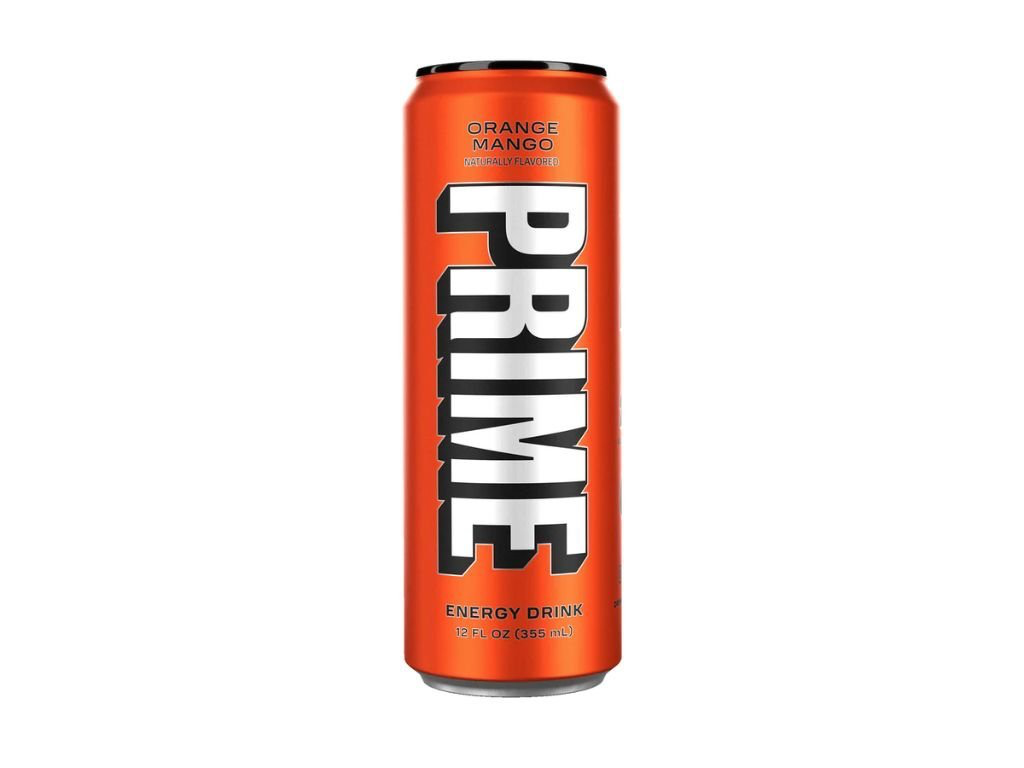 ORANGE
MANGO
NATURALLY FLAVORED
PRIME
ENERGY DRINK
12 FL OZ (355 mL)